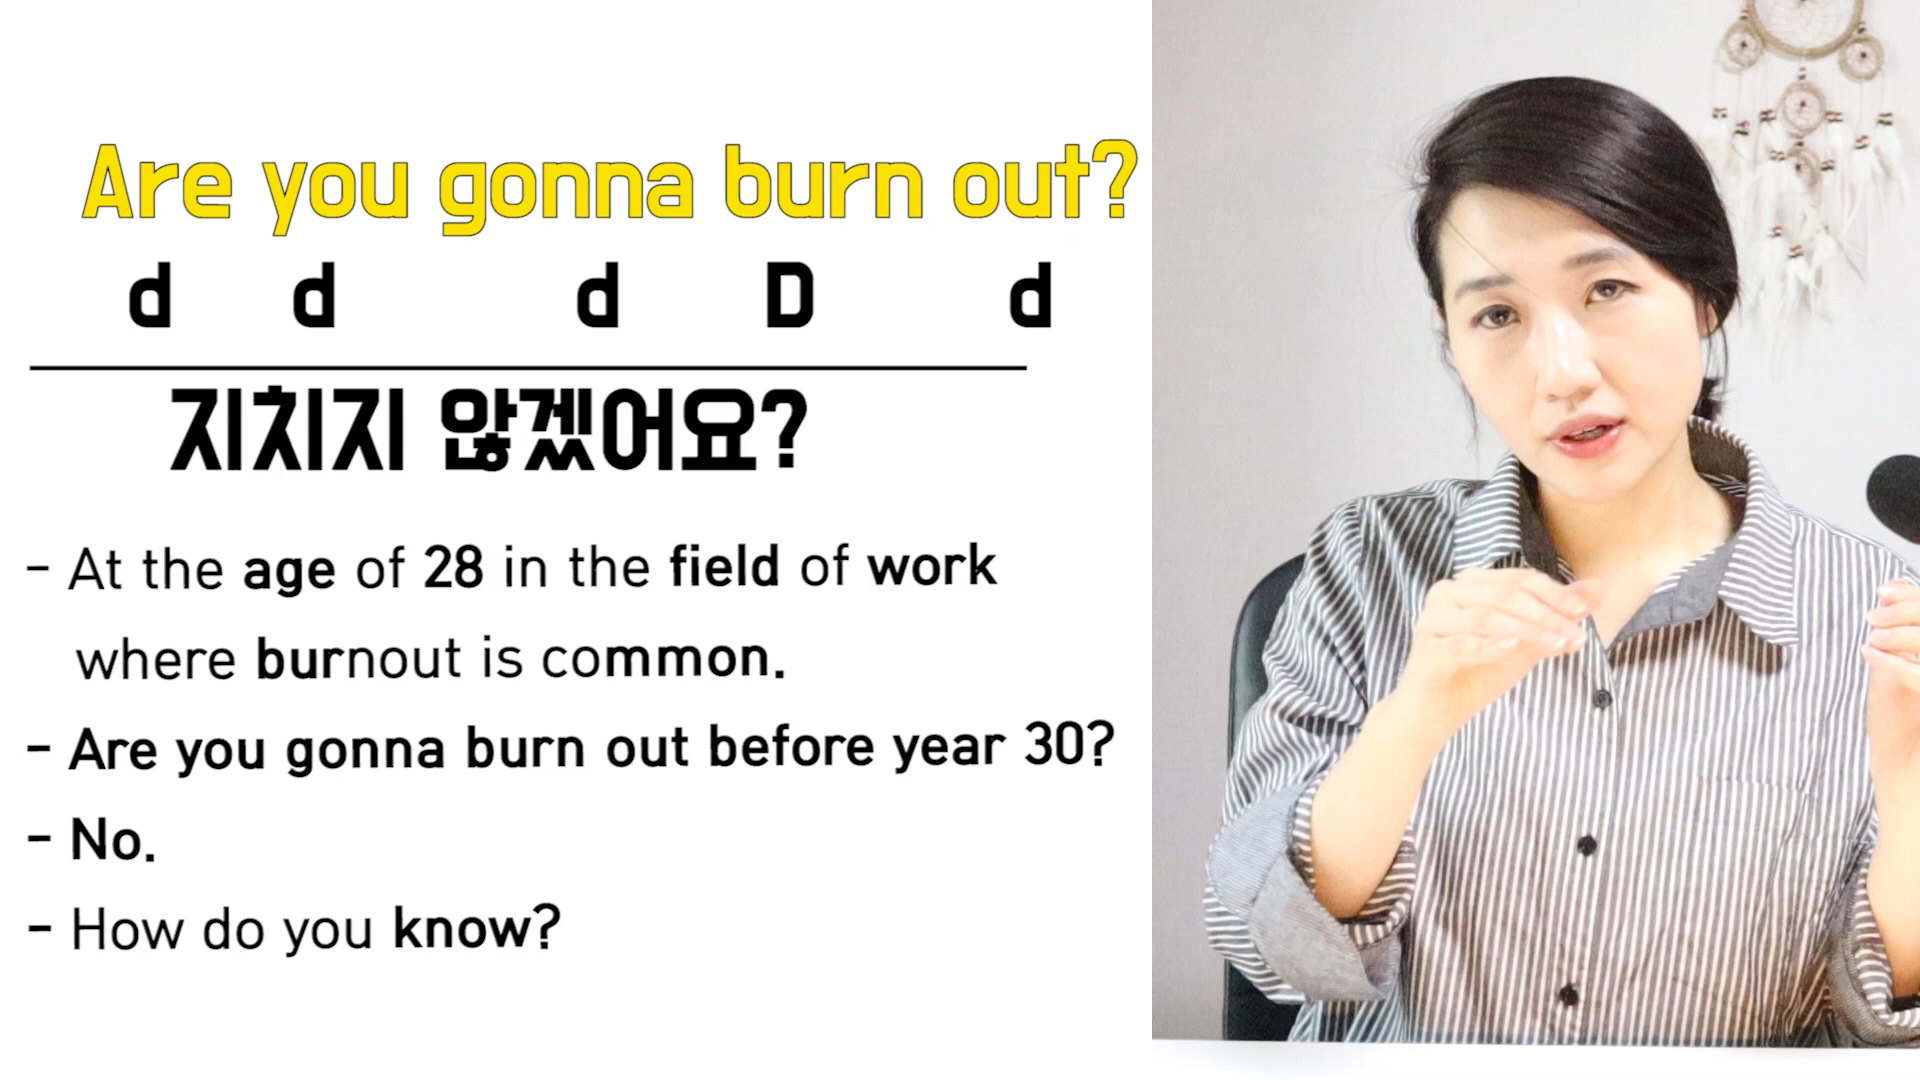 Are you gonna burn out?
d d d D d
지치지 않겠어요?
- At the age of 28 in the field of work
where burnout is common.
- Are you gonna burn out before year 30?
- No.
- How do you know?